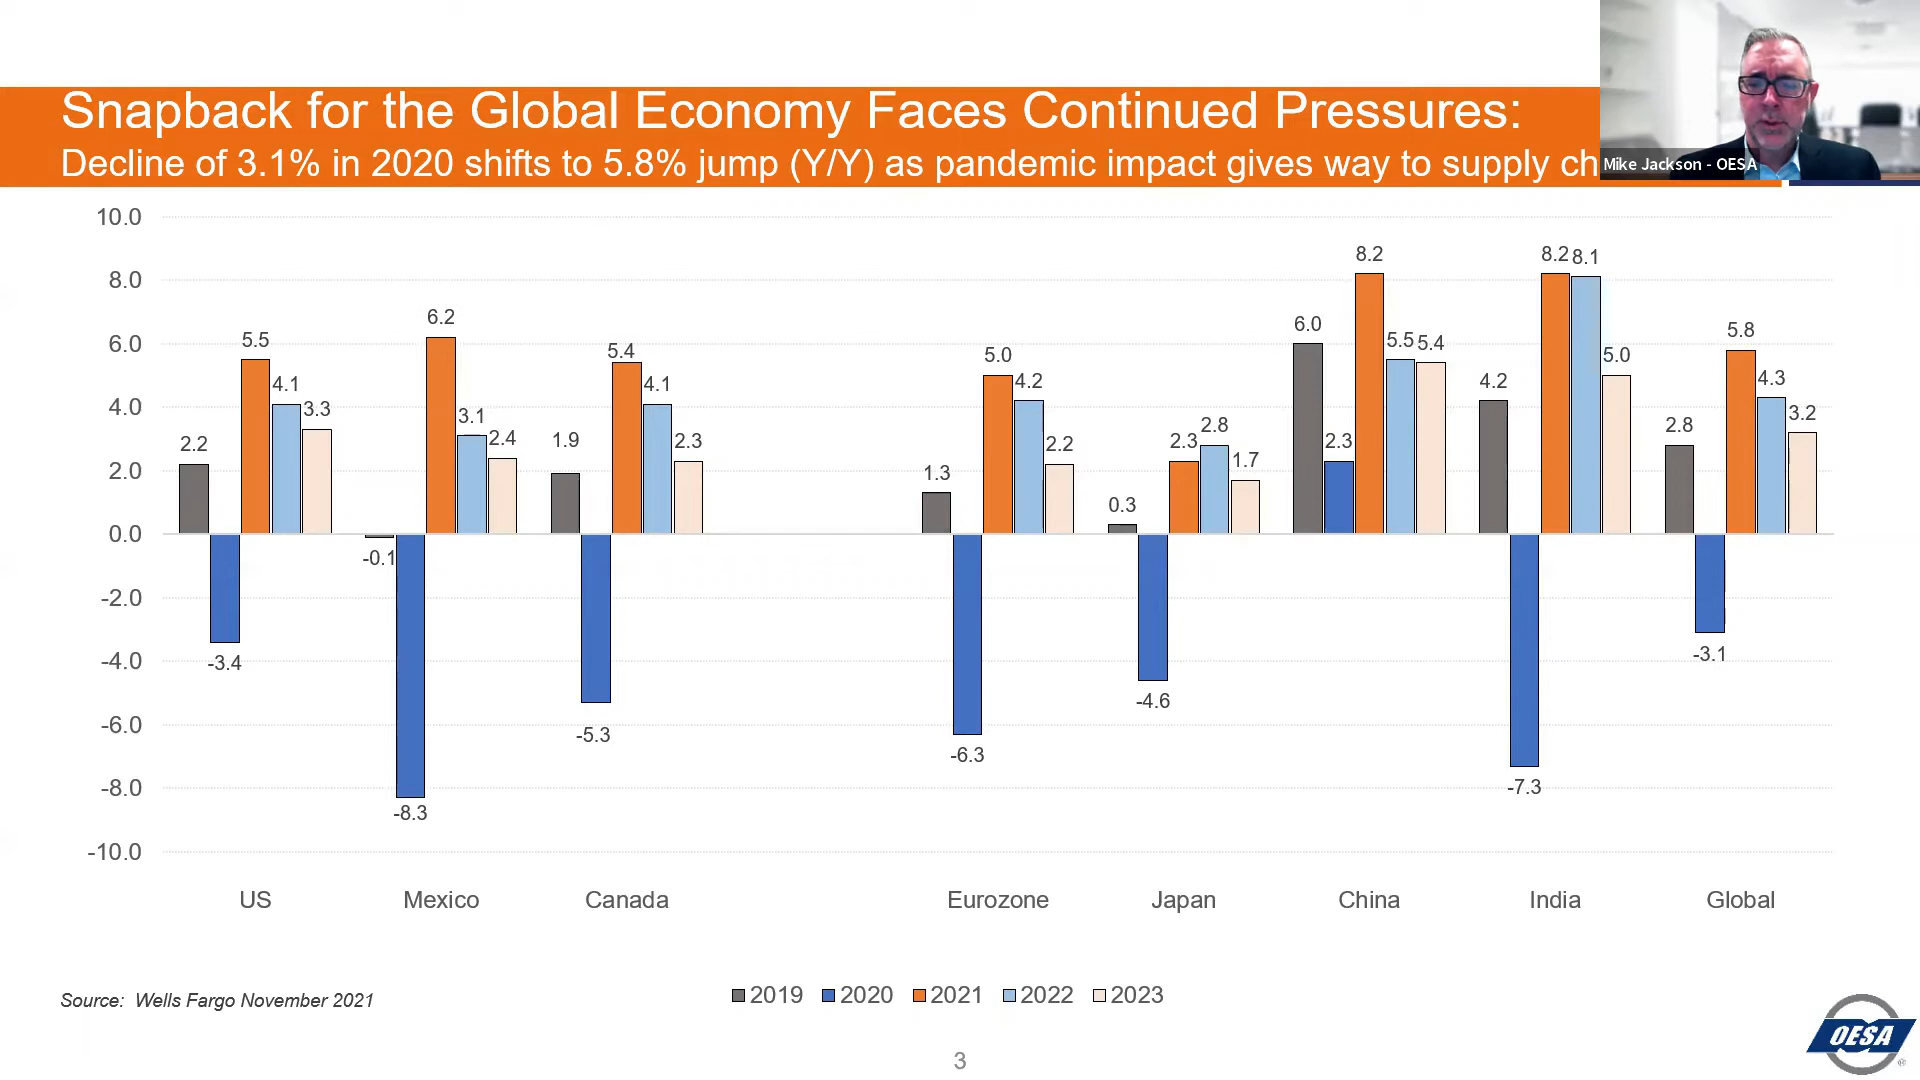 Snapback for the Global Economy Faces Continued Pressures:
Decline of 3.1% in 2020 shifts to 5.8% jump (Y/Y) as pandemic impact gives way to supply
Mike Jackson - OESA
10.0
8.0
6.0
4.0
2.0
0.0
-2.0
-4.0
-6.0
-8.0
-10.0
2.2 -3.4 5.5 4.1 3.3
-0.1 -8.3 6.2 3.1 2.4
1.9 -5.3 5.4 4.1 2.3
1.3 -6.3 5.0 4.2 2.2
0.3 -4.6 2.3 2.8 1.7
6.0 2.3 8.2 5.5 5.4
4.2 -7.3 8.2 8.1 5.0
2.8 -3.1 5.8 4.3 3.2
US Mexico Canada Eurozone Japan China India Global
Source: Wells Fargo November 2021
2019 2020 2021 2022 2023
OESA
®
3